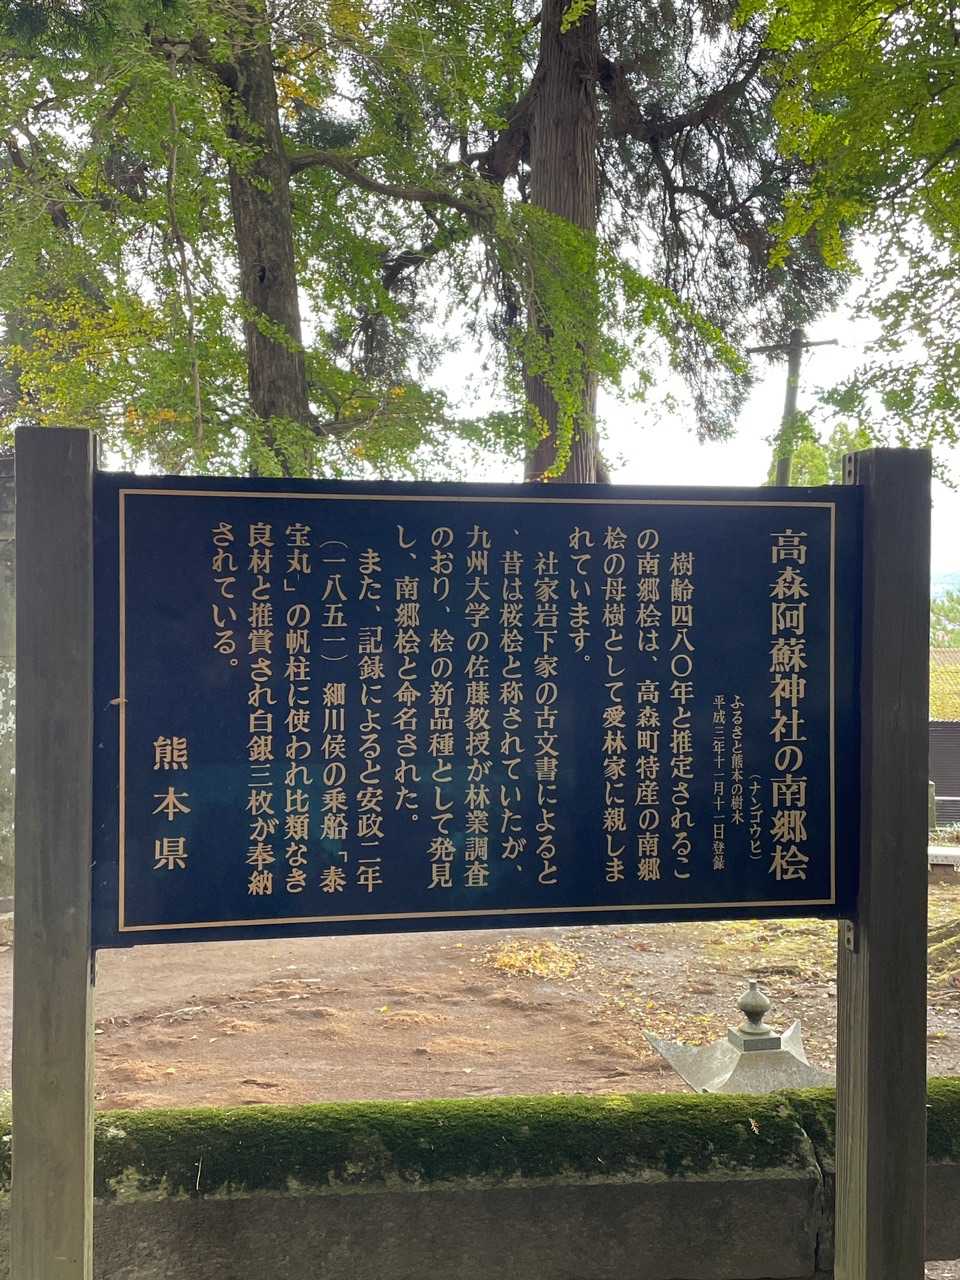 高森阿蘇神社の南郷桧
（ナンゴウヒ）
ふるさと熊本の樹木
平成三年十一月十一日登録
樹齢四八〇年と推定されるこ
の南郷桧は、高森町特産の南郷
桧の母樹として愛林家に親しま
れています。
社家岩下家の古文書によると
、昔は桜桧と称されていたが、
九州大学の佐藤教授が林業調査
のおり、桧の新品種として発見
し、南郷桧と命名された。
また、「記録によると安政二年
（一八五一）細川侯の乗船「泰
宝丸」の帆柱に使われ比類なき
良材と推賞され白銀三枚が奉納
されている。
熊本県